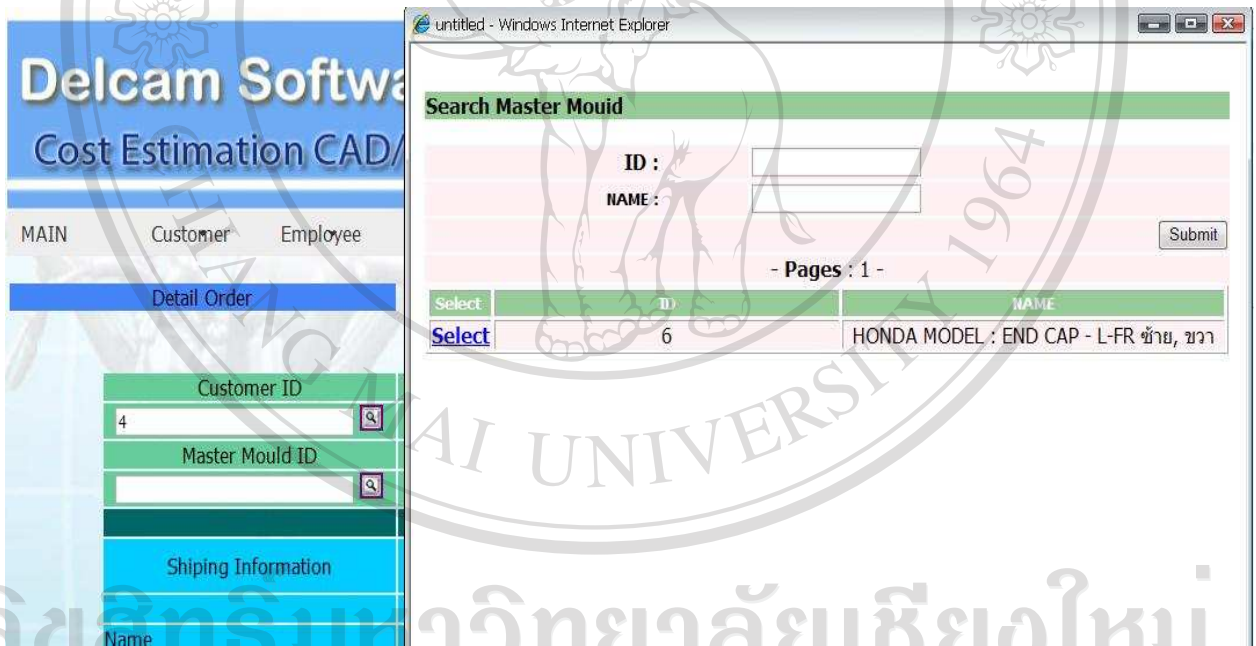 untitled - Windows Internet Explorer
Delcam Softwa
Cost Estimation CAD/
MAIN Customer Employee
Detail Order
Customer ID
4
Master Mould ID
Shiping Information
Name
Search Master Mouid
ID :
NAME :
Submit
- Pages : 1 -
Select ID NAME
Select 6 HONDA MODEL : END CAP - L-FR ซ้าย, ขวา
CHIANG MAI UNIVERSITY 1964
ลิขสิทธิ์มหาวิทยาลัยเชียงใหม่